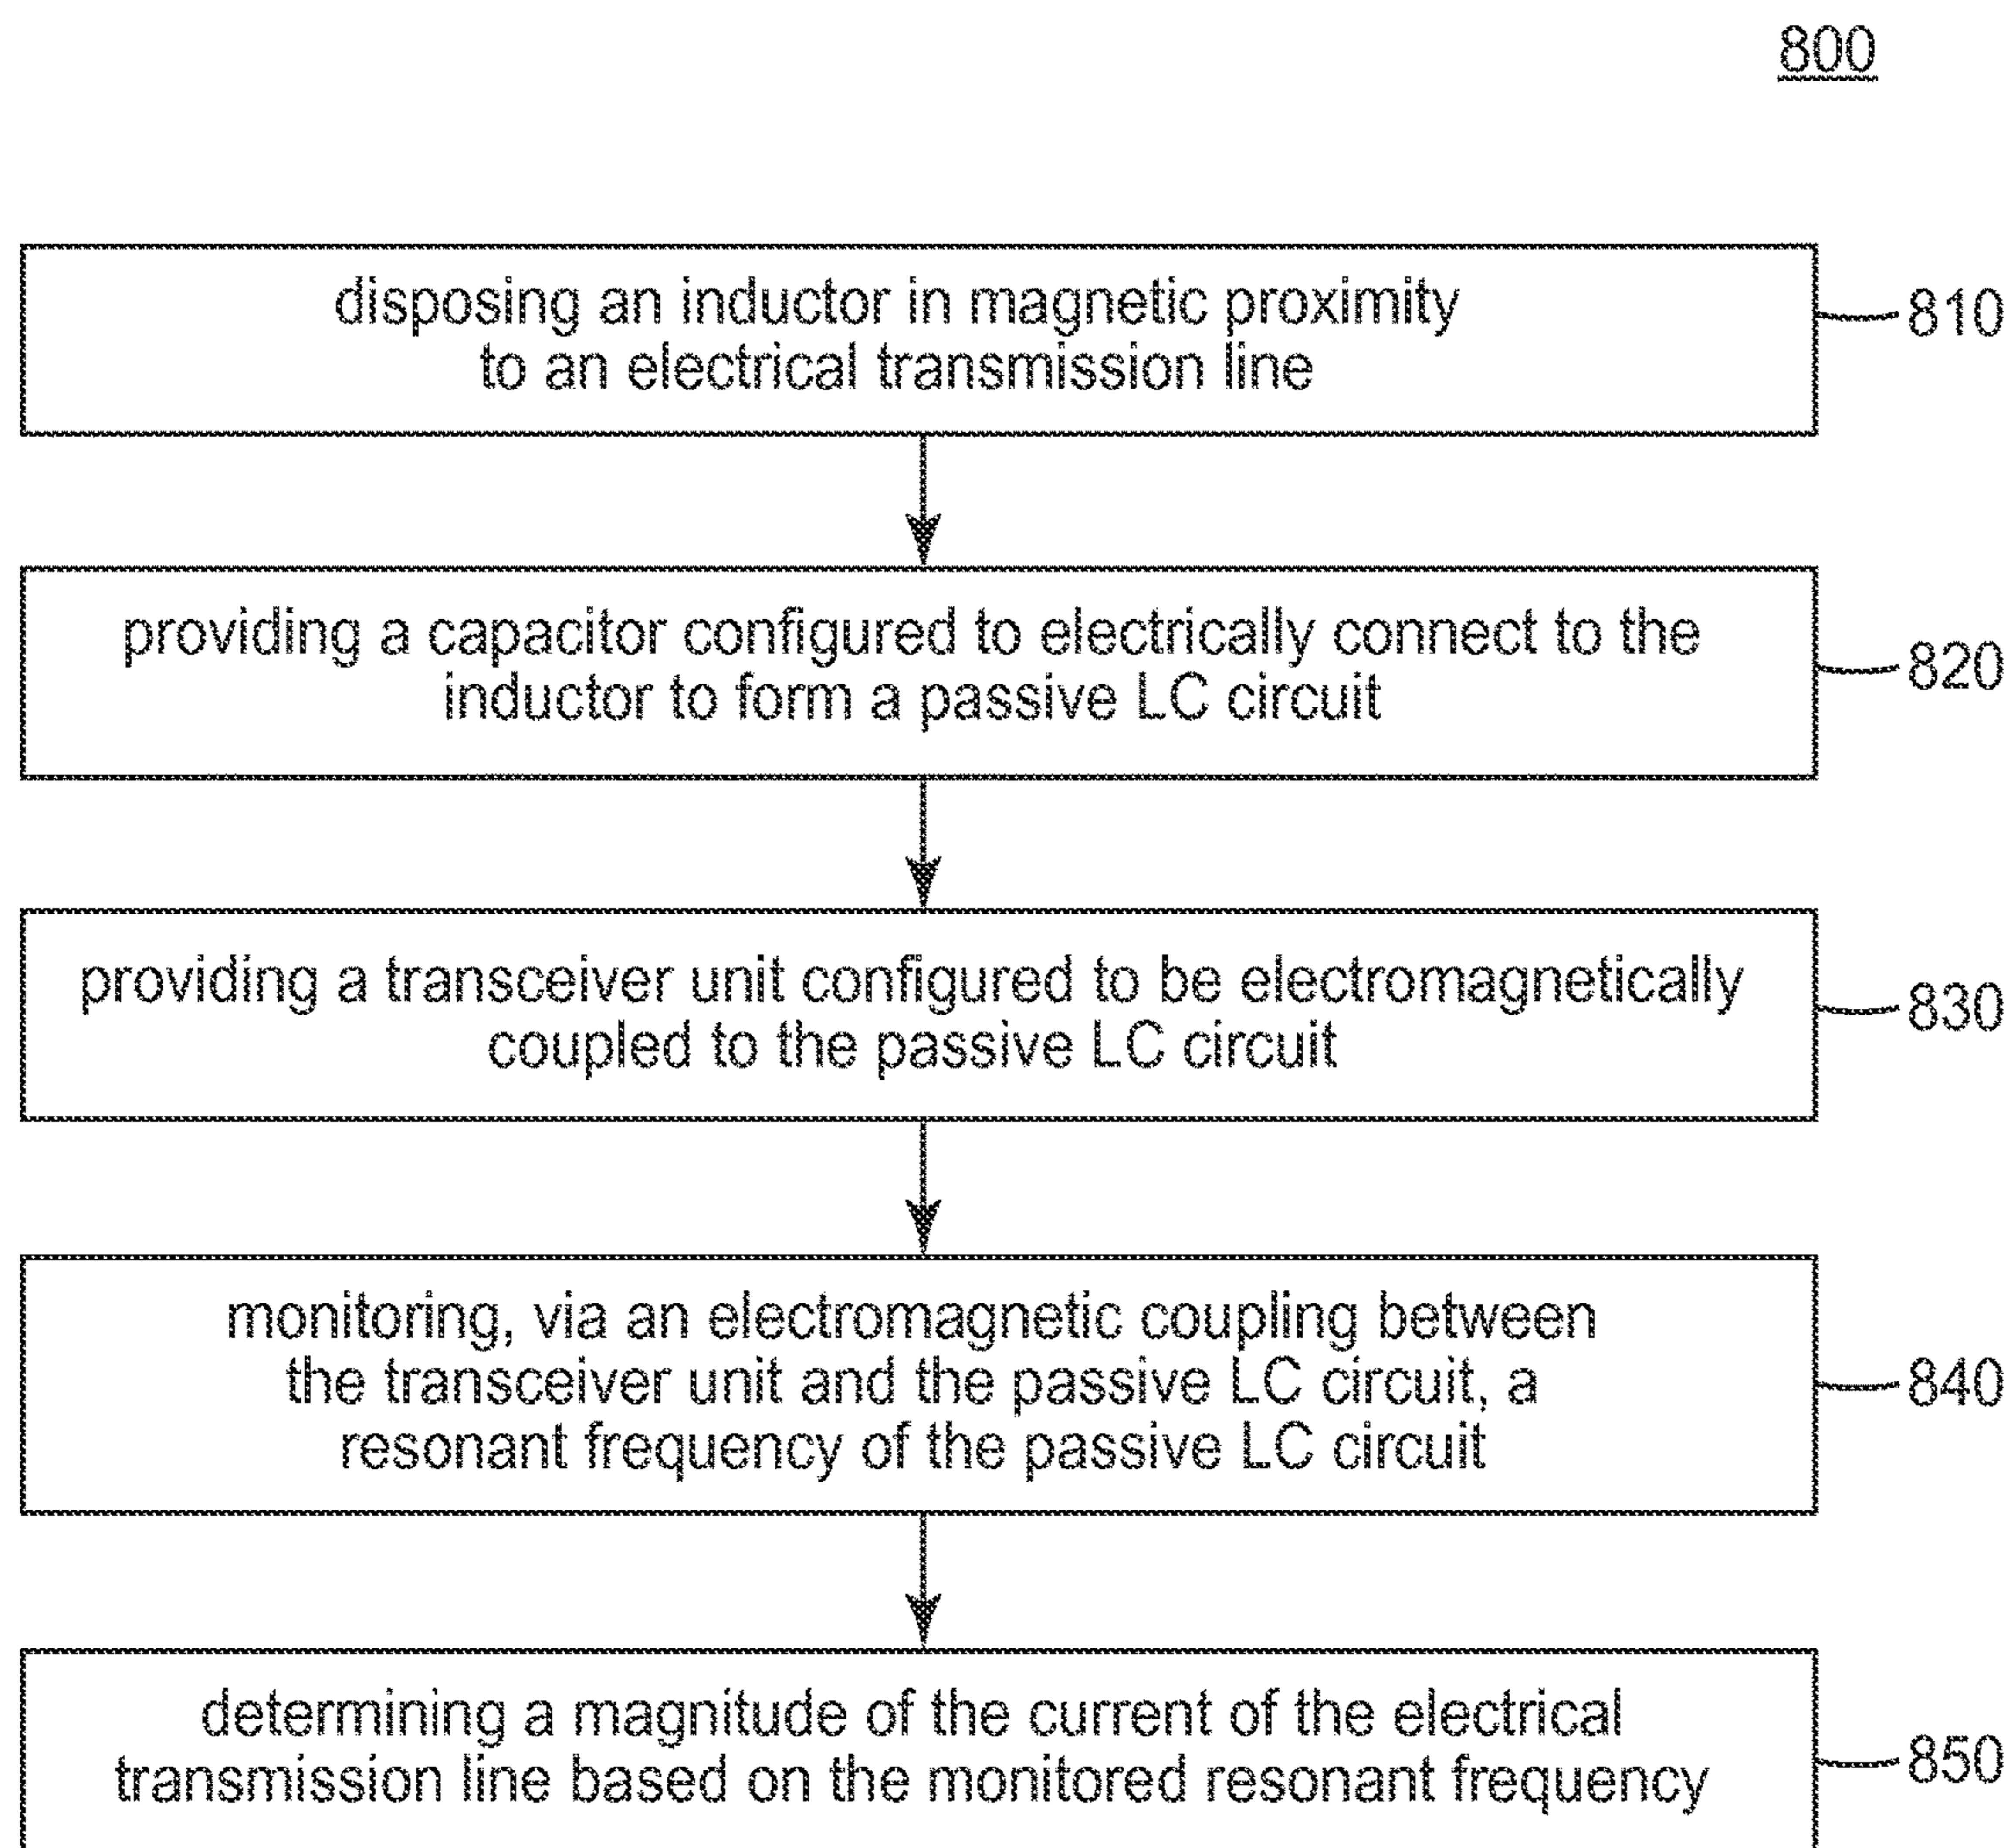 800
disposing an inductor in magnetic proximity
to an electrical transmission line
810
providing a capacitor configured to electrically connect to the
inductor to form a passive LC circuit
820
providing a transceiver unit configured to be electromagnetically
coupled to the passive LC circuit
830
monitoring, via an electromagnetic coupling between
the transceiver unit and the passive LC circuit, a
resonant frequency of the passive LC circuit
840
determining a magnitude of the current of the electrical
transmission line based on the monitored resonant frequency
850